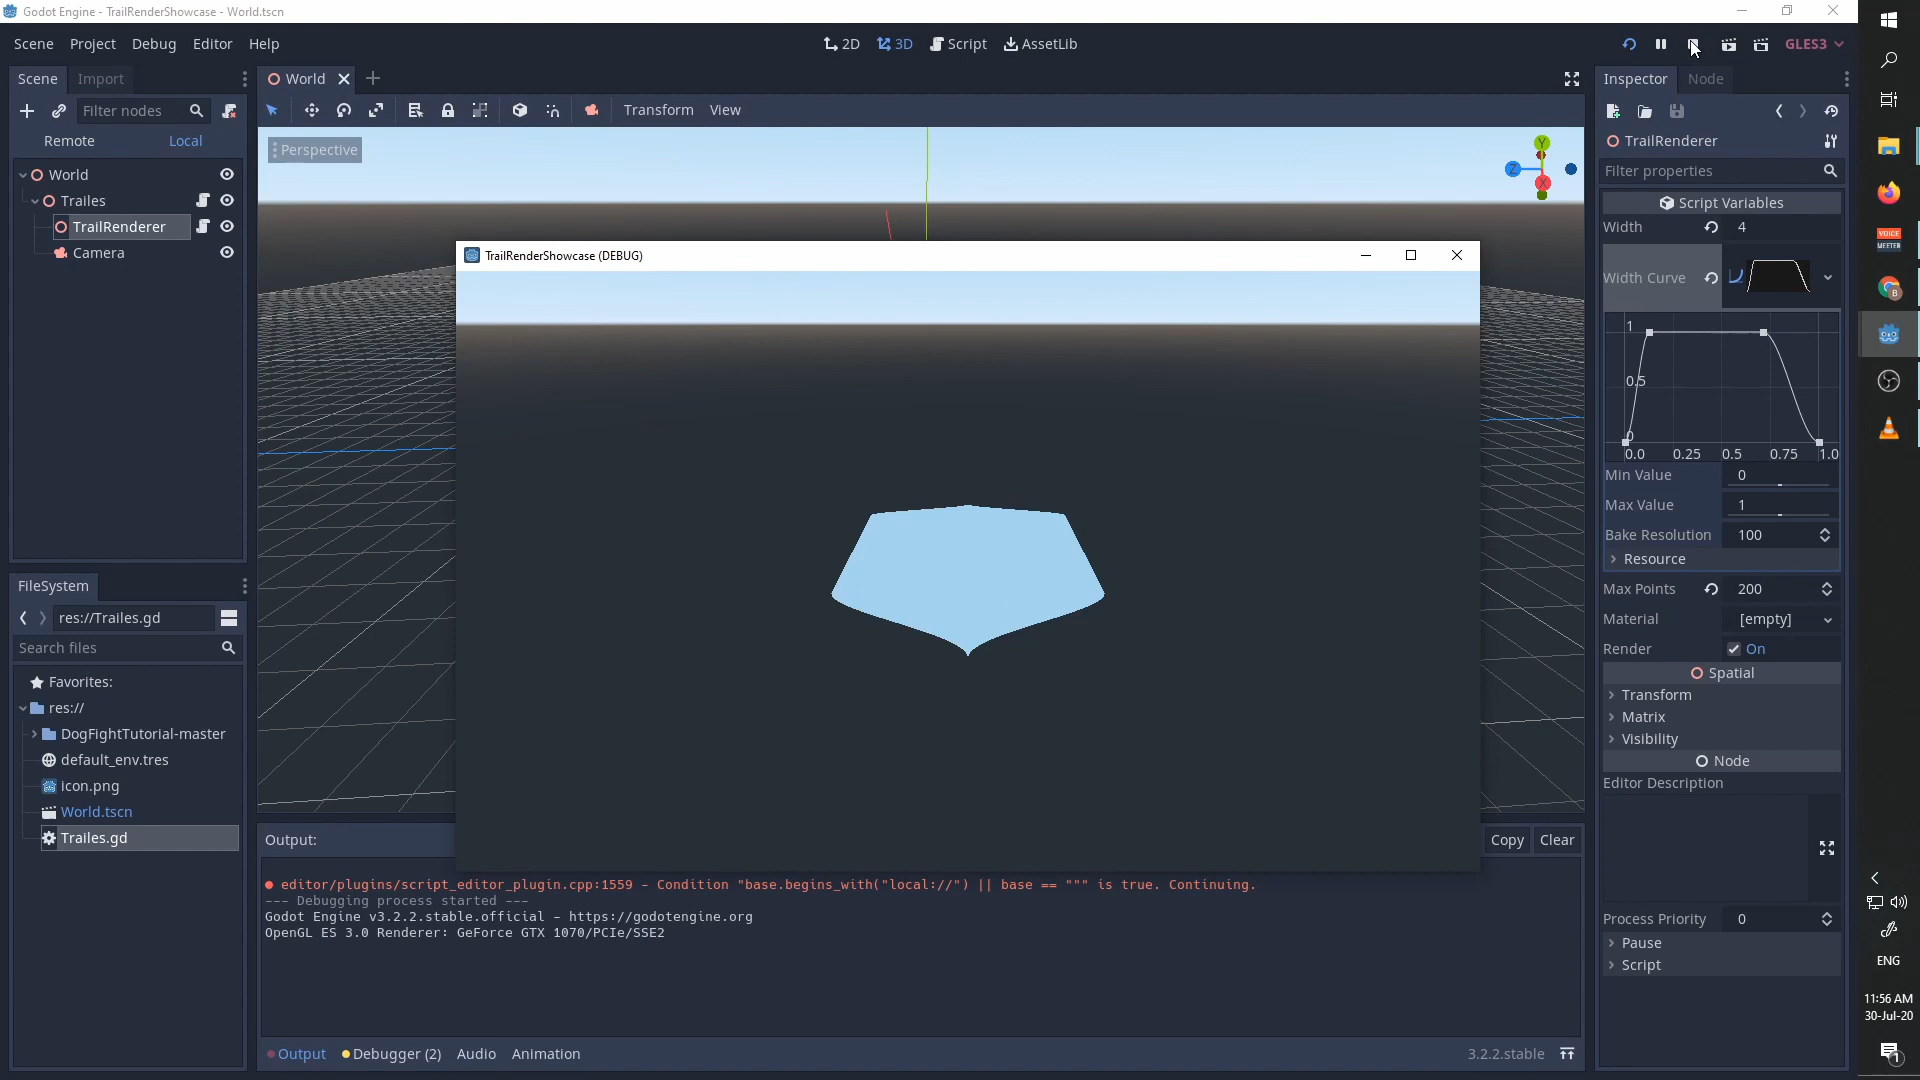 Godot Engine - TrailRenderShowcase - World.tscn
Scene Project Debug Editor Help
2D 3D Script AssetLib
GLES3
Scene Import
Filter nodes
Remote Local
World
Trailes
TrailRenderer
Camera
World
Transform View
Perspective
Y
Z
X
TrailRenderShowcase (DEBUG)
FileSystem
res://Trailes.gd
Search files
Favorites:
res://
DogFightTutorial-master
default_env.tres
icon.png
World.tscn
Trailes.gd
Output:
Copy Clear
editor/plugins/script_editor_plugin.cpp:1559 - Condition "base.begins_with("local://") || base == """ is true. Continuing.
--- Debugging process started ---
Godot Engine v3.2.2.stable.official - https://godotengine.org
OpenGL ES 3.0 Renderer: GeForce GTX 1070/PCIe/SSE2
Output Debugger (2) Audio Animation
3.2.2.stable
Inspector Node
TrailRenderer
Filter properties
Script Variables
Width 4
Width Curve
1
0.5
0
0.0 0.25 0.5 0.75 1.0
Min Value 0
Max Value 1
Bake Resolution 100
Resource
Max Points 200
Material [empty]
Render On
Spatial
Transform
Matrix
Visibility
Node
Editor Description
Process Priority 0
Pause
Script
VOICE
MEETER
B
ENG
11:56 AM
30-Jul-20
1